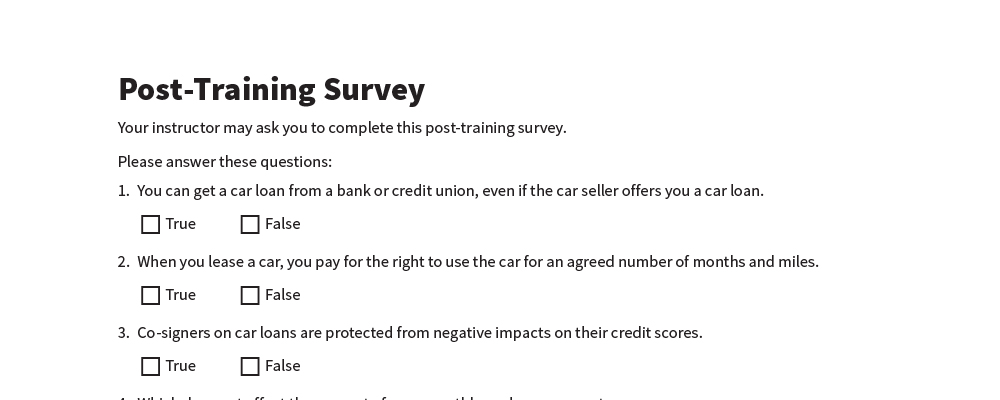 Post-Training Survey
Your instructor may ask you to complete this post-training survey.
Please answer these questions:
1. You can get a car loan from a bank or credit union, even if the car seller offers you a car loan.
True False
2. When you lease a car, you pay for the right to use the car for an agreed number of months and miles.
True False
3. Co-signers on car loans are protected from negative impacts on their credit scores.
True False